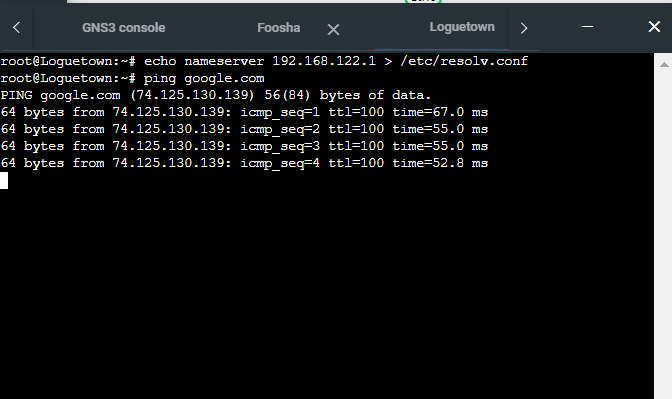 GNS3 console Foosha Loguetown
root@Loguetown:~# echo nameserver 192.168.122.1 > /etc/resolv.conf
root@Loguetown:~# ping google.com
PING google.com (74.125.130.139) 56(84) bytes of data.
64 bytes from 74.125.130.139: icmp_seq=1 ttl=100 time=67.0 ms
64 bytes from 74.125.130.139: icmp_seq=2 ttl=100 time=55.0 ms
64 bytes from 74.125.130.139: icmp_seq=3 ttl=100 time=55.0 ms
64 bytes from 74.125.130.139: icmp_seq=4 ttl=100 time=52.8 ms